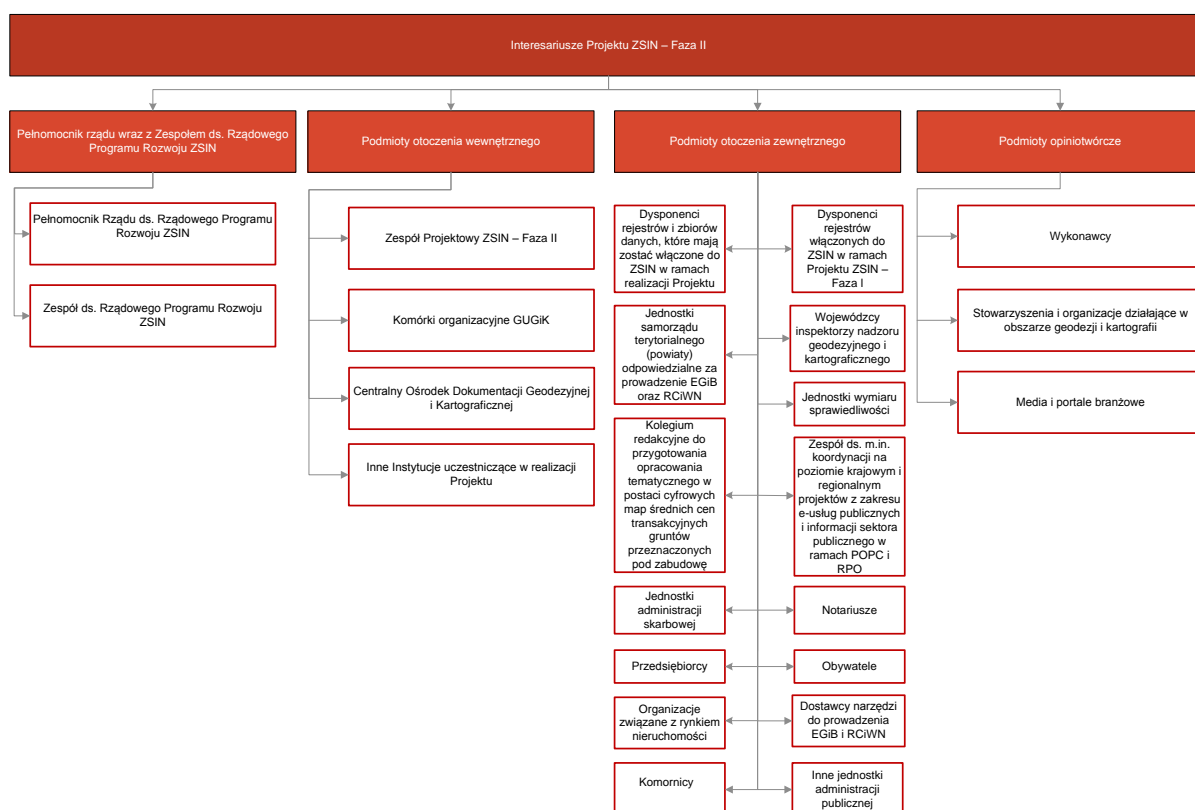 Interesariusze Projektu ZSIN – Faza II
Pełnomocnik rządu wraz z Zespołem ds. Rządowego
Programu Rozwoju ZSIN
Pełnomocnik Rządu ds. Rządowego Programu
Rozwoju ZSIN
Zespół ds. Rządowego Programu Rozwoju
ZSIN
Podmioty otoczenia wewnętrznego
Zespół Projektowy ZSIN – Faza II
Komórki organizacyjne GUGiK
Centralny Ośrodek Dokumentacji Geodezyjnej
i Kartograficznej
Inne Instytucje uczestniczące w realizacji
Projektu
Podmioty otoczenia zewnętrznego
Dysponenci
rejestrów i zbiorów
danych, które mają
zostać włączone do
ZSIN w ramach
realizacji Projektu
Dysponenci
rejestrów
włączonych do
ZSIN w ramach
Projektu ZSIN –
Faza I
Jednostki
samorządu
terytorialnego
(powiaty)
odpowiedzialne za
prowadzenie EGiB
oraz RCiWN
Wojewódzcy
inspektorzy nadzoru
geodezyjnego i
kartograficznego
Jednostki wymiaru
sprawiedliwości
Kolegium
redakcyjne do
przygotowania
opracowania
tematycznego w
postaci cyfrowych
map średnich cen
transakcyjnych
gruntów
przeznaczonych
pod zabudowę
Zespół ds. m.in.
koordynacji na
poziomie krajowym i
regionalnym
projektów z zakresu
e-usług publicznych
i informacji sektora
publicznego w
ramach POPC i
RPO
Jednostki
administracji
skarbowej
Notariusze
Przedsiębiorcy
Obywatele
Organizacje
związane z rynkiem
nieruchomości
Dostawcy narzędzi
do prowadzenia
EGiB i RCiWN
Komornicy
Inne jednostki
administracji
publicznej
Podmioty opiniotwórcze
Wykonawcy
Stowarzyszenia i organizacje działające w
obszarze geodezji i kartografii
Media i portale branżowe